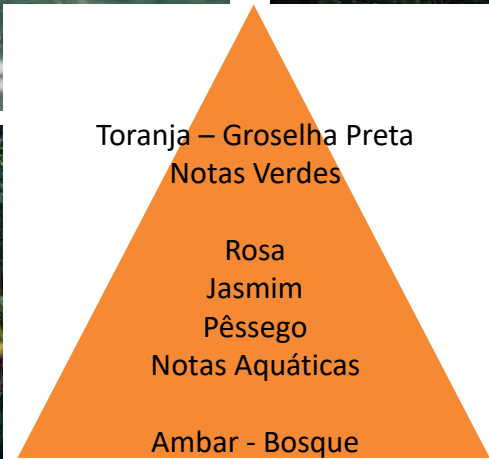 Toranja – Groselha Preta
Notas Verdes
Rosa
Jasmim
Pêssego
Notas Aquáticas
Ambar - Bosque